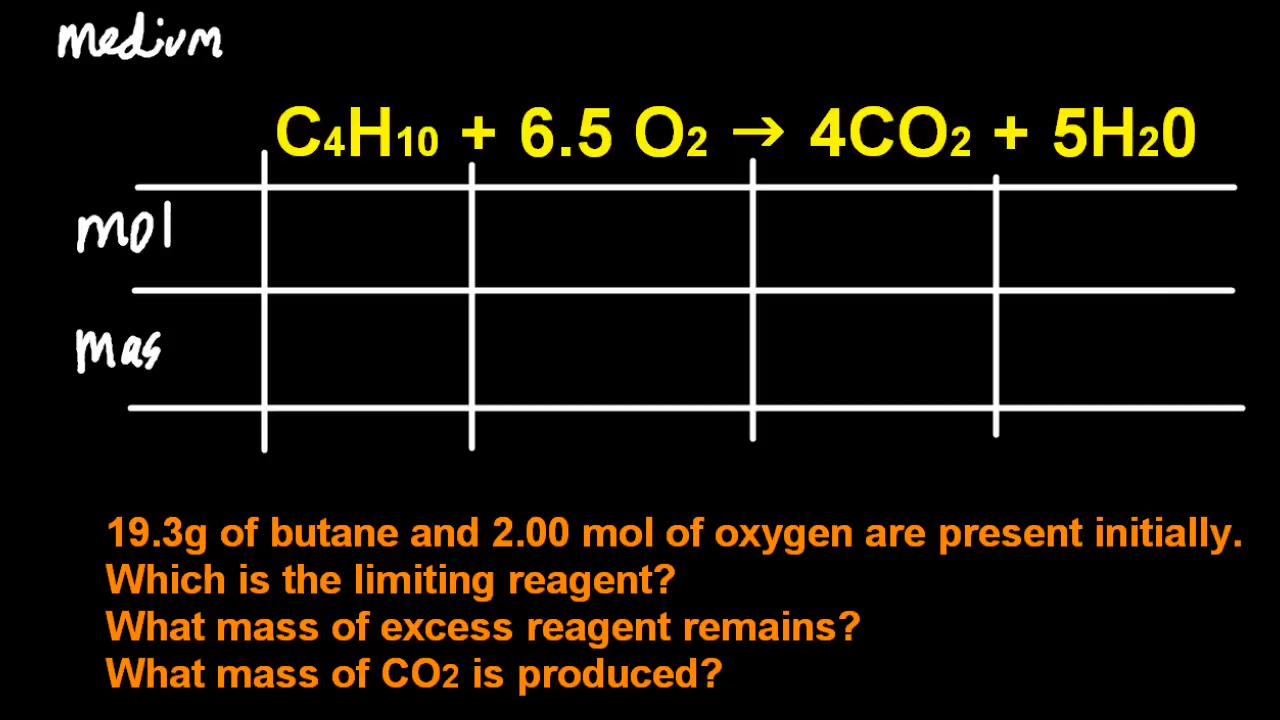 medium
C₄H₁₀ + 6.5 O₂ → 4CO₂ + 5H₂0
mol
mas
19.3g of butane and 2.00 mol of oxygen are present initially.
Which is the limiting reagent?
What mass of excess reagent remains?
What mass of CO₂ is produced?